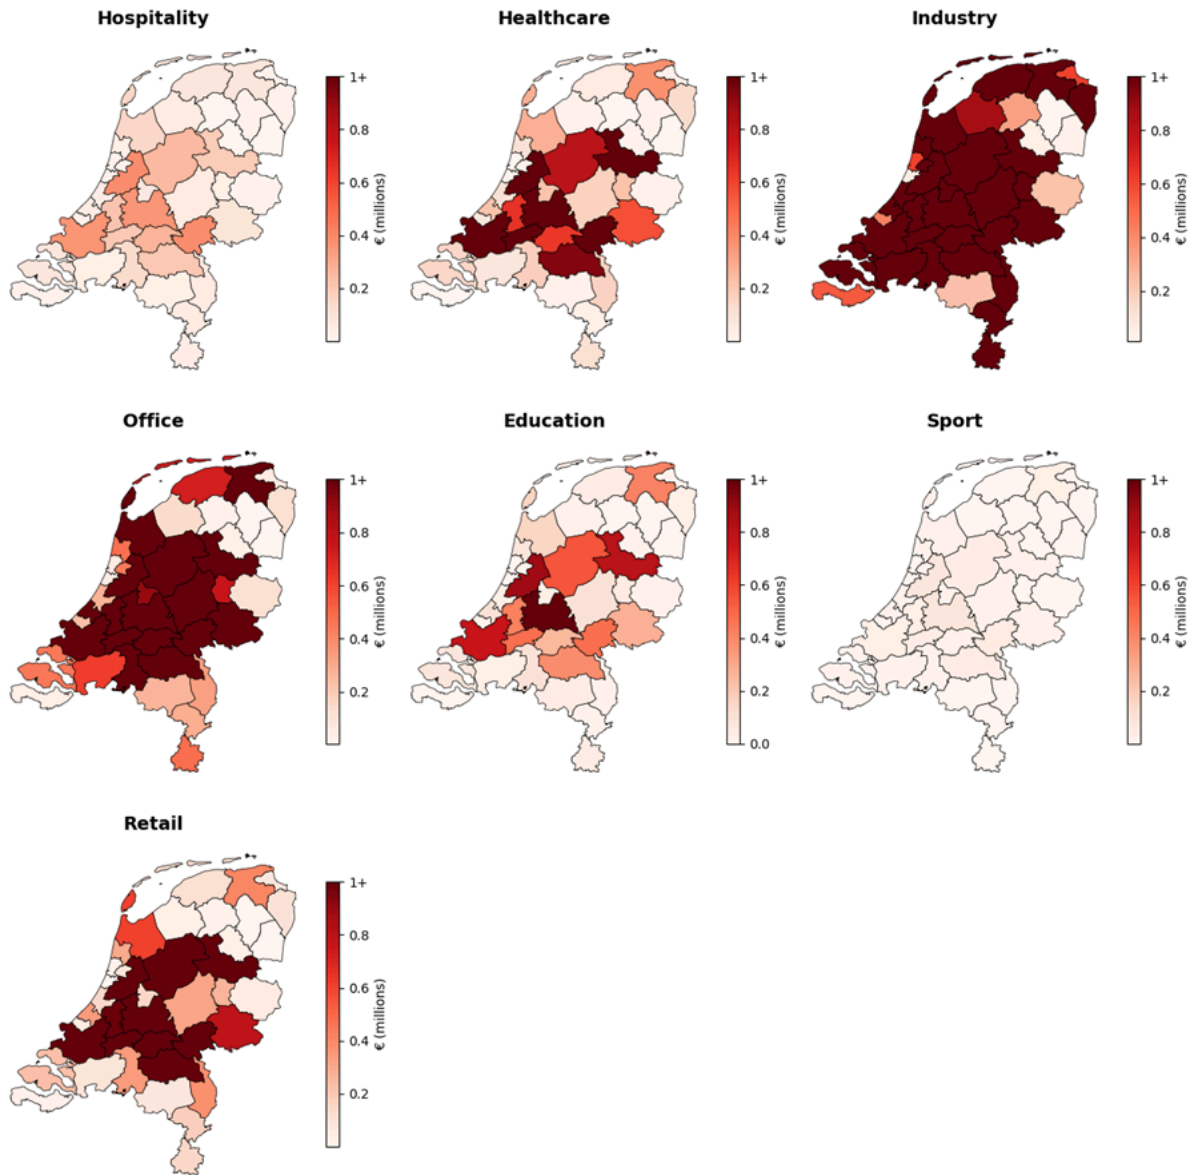 Hospitality
1+
0.8
0.6
0.4
0.2
€ (millions)
Healthcare
1+
0.8
0.6
0.4
0.2
€ (millions)
Industry
1+
0.8
0.6
0.4
0.2
€ (millions)
Office
1+
0.8
0.6
0.4
0.2
€ (millions)
Education
1+
0.8
0.6
0.4
0.2
0.0
€ (millions)
Sport
1+
0.8
0.6
0.4
0.2
€ (millions)
Retail
1+
0.8
0.6
0.4
0.2
€ (millions)